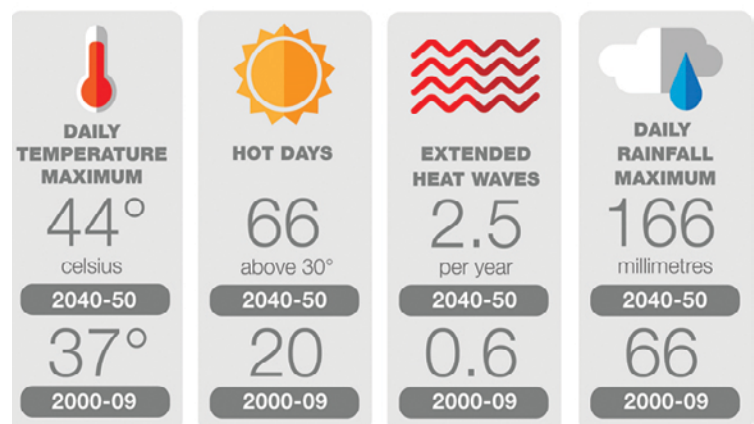 DAILY
TEMPERATURE
MAXIMUM
44°
celsius
2040-50
37°
2000-09
HOT DAYS
66
above 30°
2040-50
20
2000-09
EXTENDED
HEAT WAVES
2.5
per year
2040-50
0.6
2000-09
DAILY
RAINFALL
MAXIMUM
166
millimetres
2040-50
66
2000-09